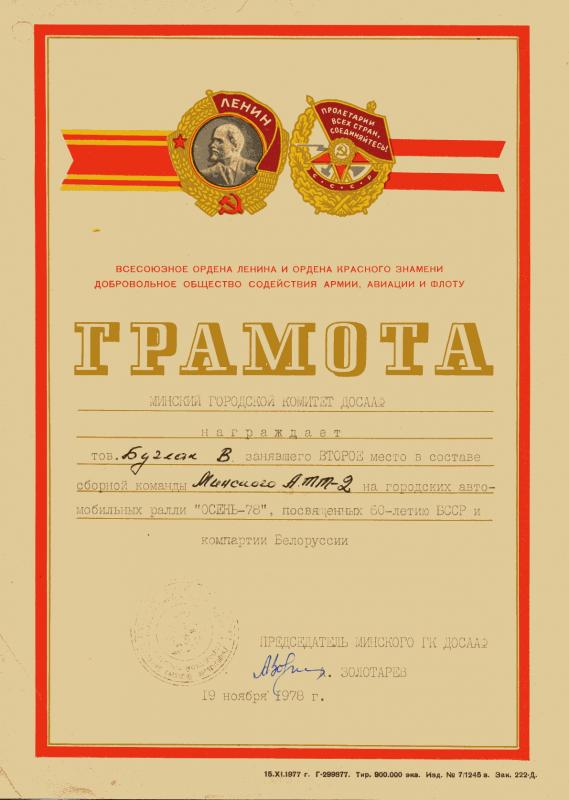 ЛЕНИН
ПРОЛЕТАРИИ
ВСЕХ СТРАН,
СОЕДИНЯЙТЕСЬ!
С С С Р
ВСЕСОЮЗНОЕ ОРДЕНА ЛЕНИНА И ОРДЕНА КРАСНОГО ЗНАМЕНИ
ДОБРОВОЛЬНОЕ ОБЩЕСТВО СОДЕЙСТВИЯ АРМИИ, АВИАЦИИ И ФЛОТУ
ГРАМОТА
МИНСКИЙ ГОРОДСКОЙ КОМИТЕТ ДОСААФ
награждает
тов. Буглак В. занявшего ВТОРОЕ место в составе
сборной команды Минского АТП-2 на городских авто-
мобильных ралли "ОСЕНЬ-78", посвященных 60-летию БССР и
компартии Белоруссии
ПРЕДСЕДАТЕЛЬ МИНСКОГО ГК ДОСААФ
ЗОЛОТАРЕВ
19 ноября 1978 г.
15.XI.1977 г. Г-299877. Тир. 900.000 экз. Изд. № 7/1245 в. Зак. 222-Д.